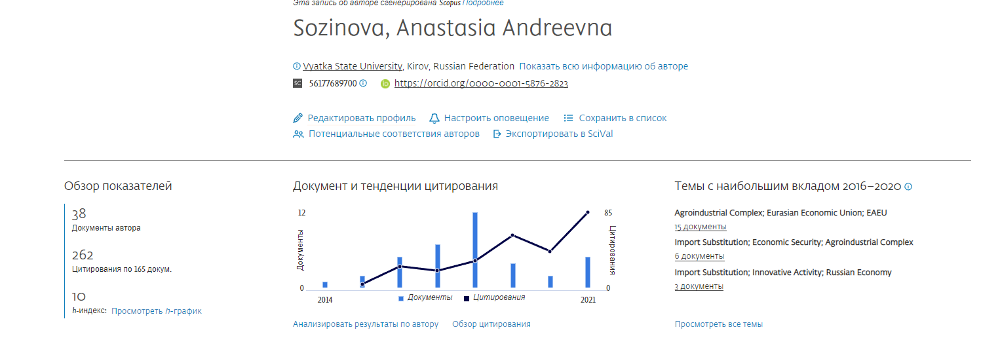 Эта запись об авторе сгенерирована Scopus Подробнее
Sozinova, Anastasia Andreevna
Vyatka State University, Kirov, Russian Federation Показать всю информацию об авторе
SC 56177689700 iD https://orcid.org/0000-0001-5876-2823
Редактировать профиль Настроить оповещение Сохранить в список
Потенциальные соответствия авторов Экспортировать в SciVal
Обзор показателей
38
Документы автора
262
Цитирования по 165 докум.
10
h-индекс: Просмотреть h-график
Документ и тенденции цитирования
12
85
Документы
Цитирования
0
0
2014
2021
Документы Цитирования
Анализировать результаты по автору Обзор цитирования
Темы с наибольшим вкладом 2016–2020
Agroindustrial Complex; Eurasian Economic Union; EAEU
15 документы
Import Substitution; Economic Security; Agroindustrial Complex
6 документы
Import Substitution; Innovative Activity; Russian Economy
3 документы
Просмотреть все темы